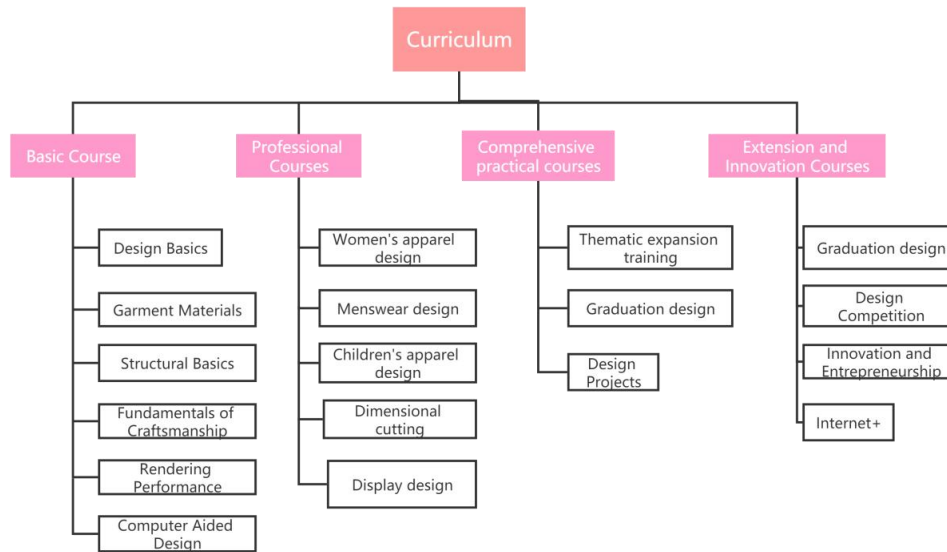 Curriculum
Basic Course
Design Basics
Garment Materials
Structural Basics
Fundamentals of
Craftsmanship
Rendering
Performance
Computer Aided
Design
Professional
Courses
Women's apparel
design
Menswear design
Children's apparel
design
Dimensional
cutting
Display design
Comprehensive
practical courses
Thematic expansion
training
Graduation design
Design
Projects
Extension and
Innovation Courses
Graduation design
Design
Competition
Innovation and
Entrepreneurship
Internet+